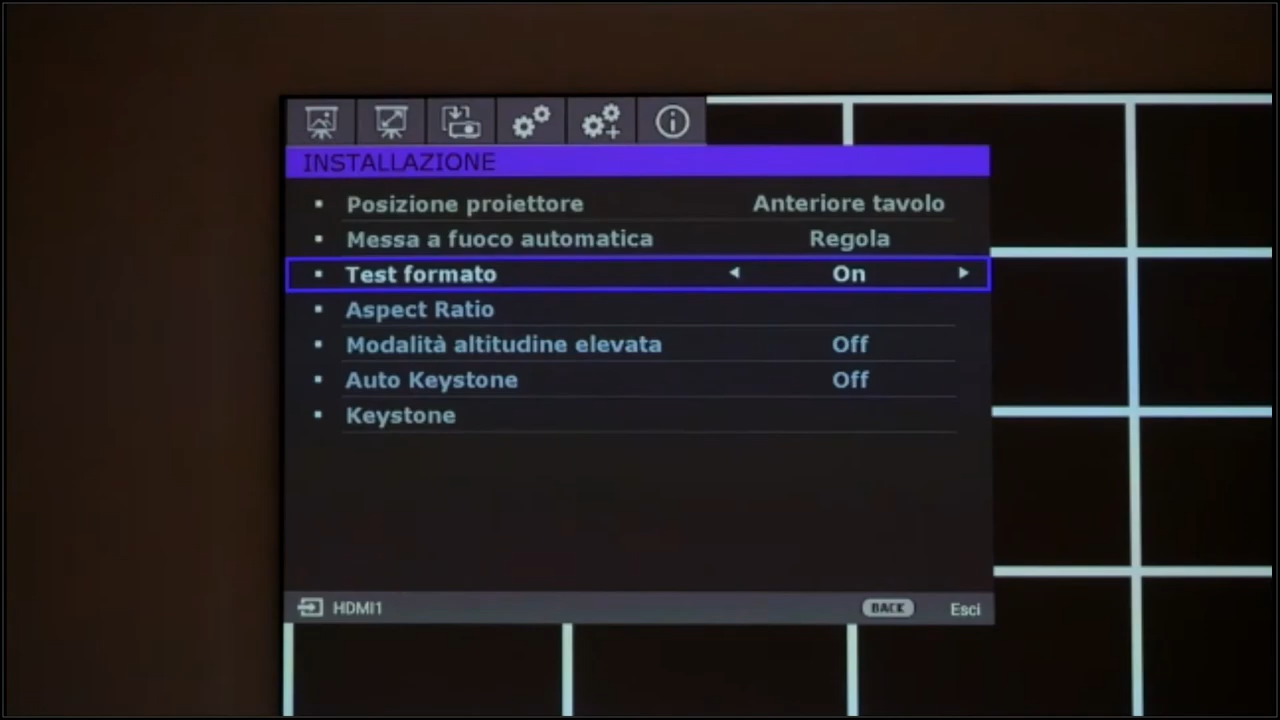 INSTALLAZIONE
Posizione proiettore Anteriore tavolo
Messa a fuoco automatica Regola
Test formato On
Aspect Ratio
Modalità altitudine elevata Off
Auto Keystone Off
Keystone
HDMI1 BACK Esci